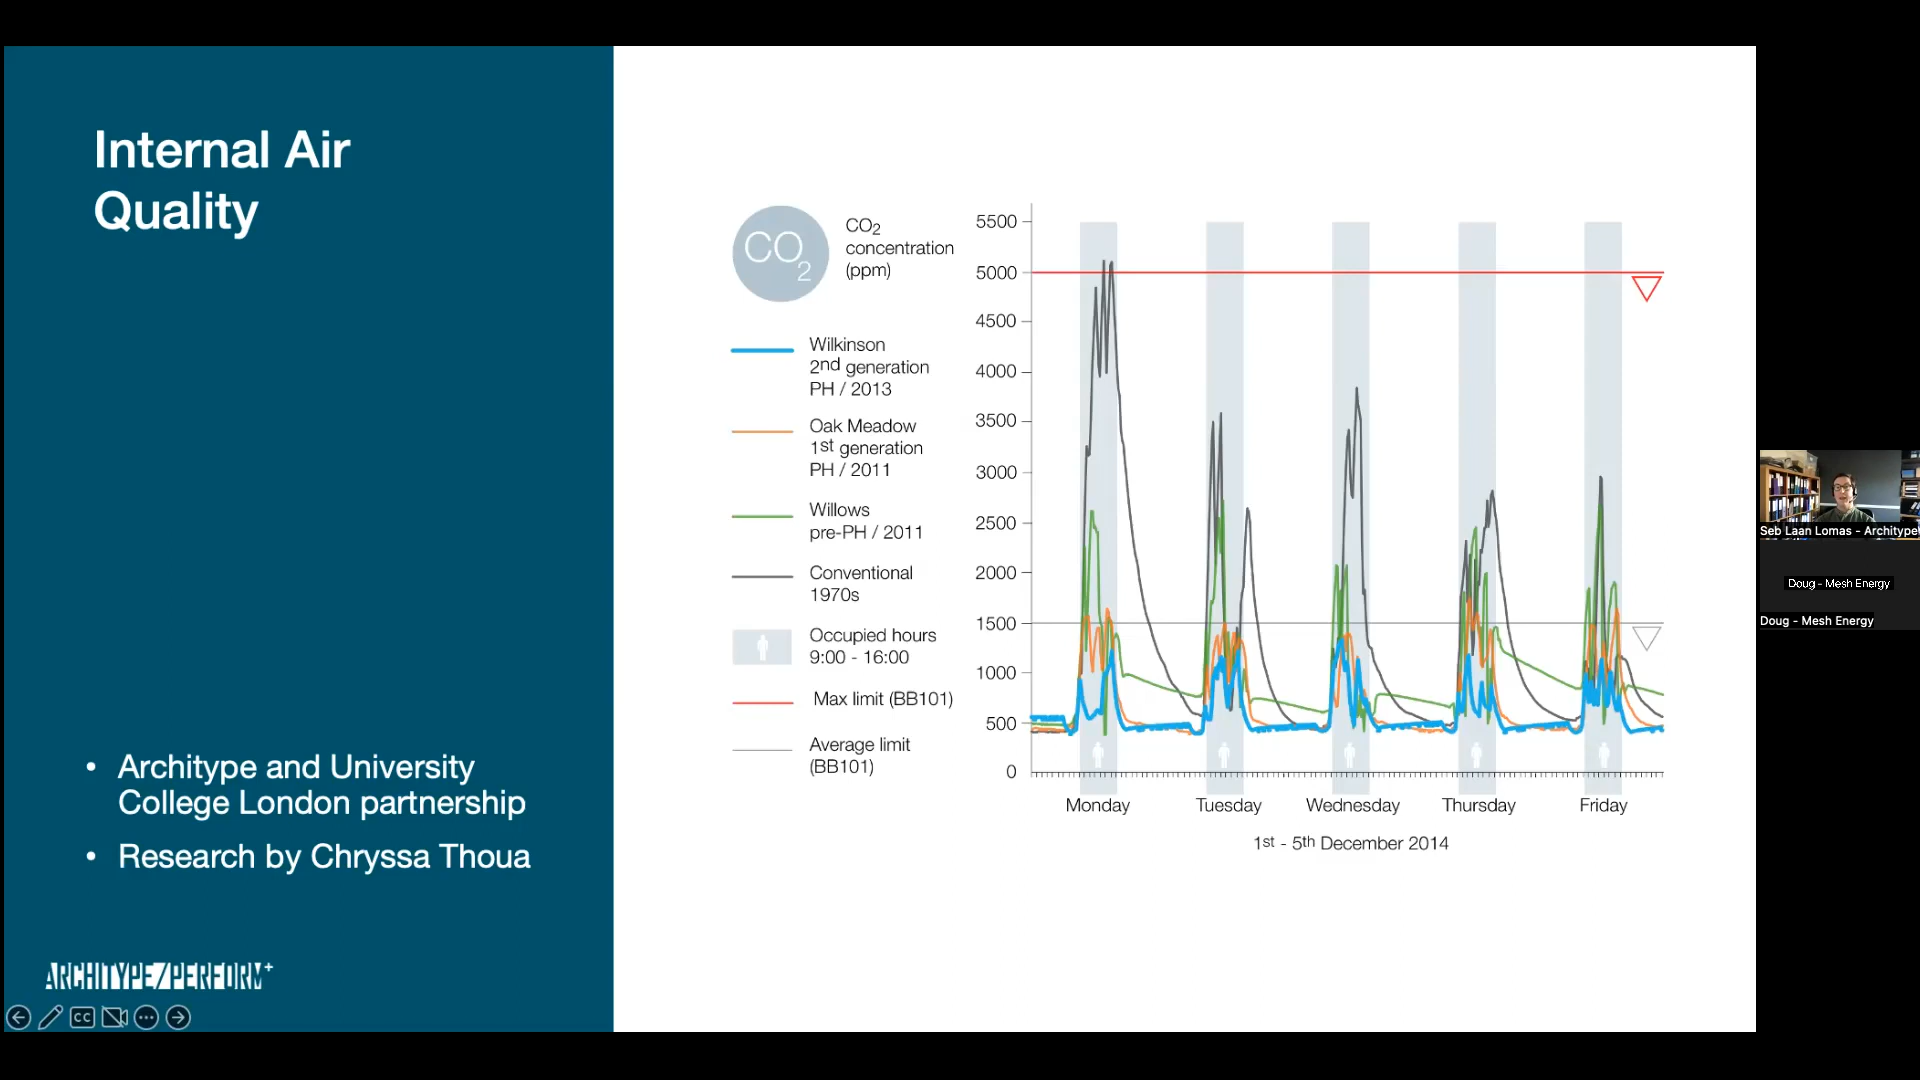 Internal Air
Quality
• Architype and University
College London partnership
• Research by Chryssa Thoua
ARCHITYPE/PERFORM+
CC
CO2
CO2
concentration
(ppm)
Wilkinson
2nd generation
PH / 2013
Oak Meadow
1st generation
PH / 2011
Willows
pre-PH / 2011
Conventional
1970s
Occupied hours
9:00 - 16:00
Max limit (BB101)
Average limit
(BB101)
5500
5000
4500
4000
3500
3000
2500
2000
1500
1000
500
0
Monday Tuesday Wednesday Thursday Friday
1st - 5th December 2014
Seb Laan Lomas - Architype
Doug - Mesh Energy
Doug - Mesh Energy